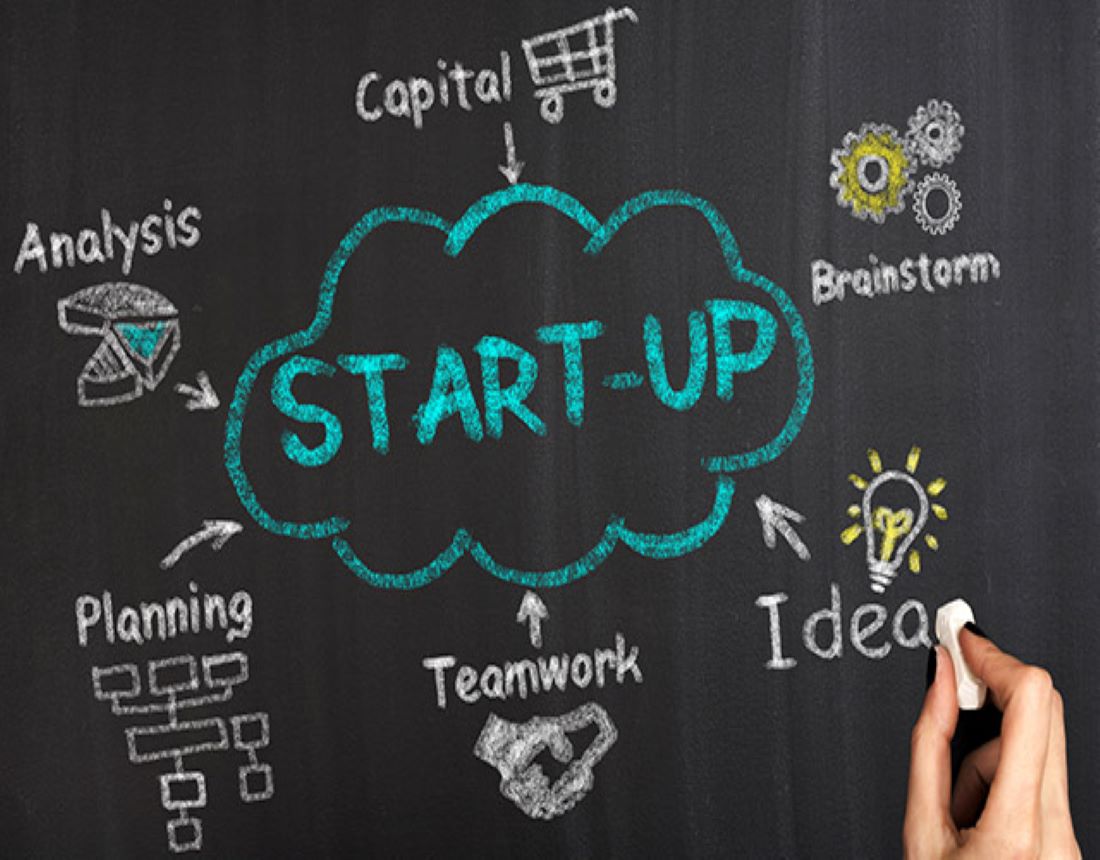 Capital
Analysis
Brainstorm
START-UP
Planning
Teamwork
Idea